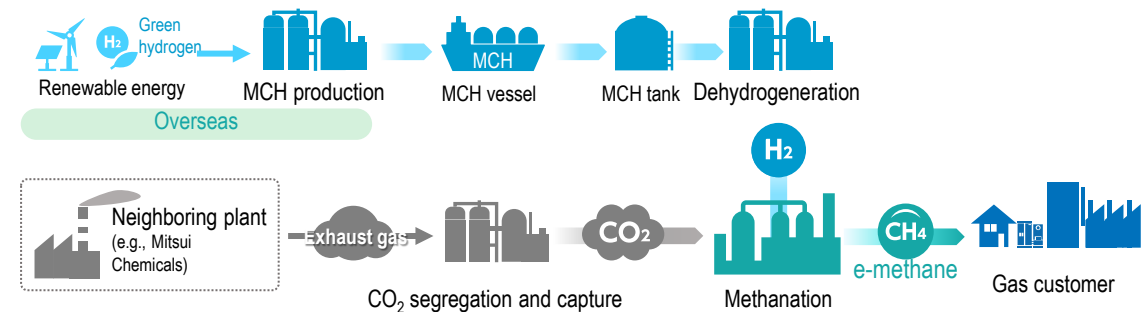 Green
hydrogen
H2
MCH
Renewable energy
MCH production
MCH vessel
MCH tank
Dehydrogeneration
Overseas
H2
Neighboring plant
(e.g., Mitsui
Chemicals)
Exhaust gas
CO2
CH4
e-methane
CO2 segregation and capture
Methanation
Gas customer